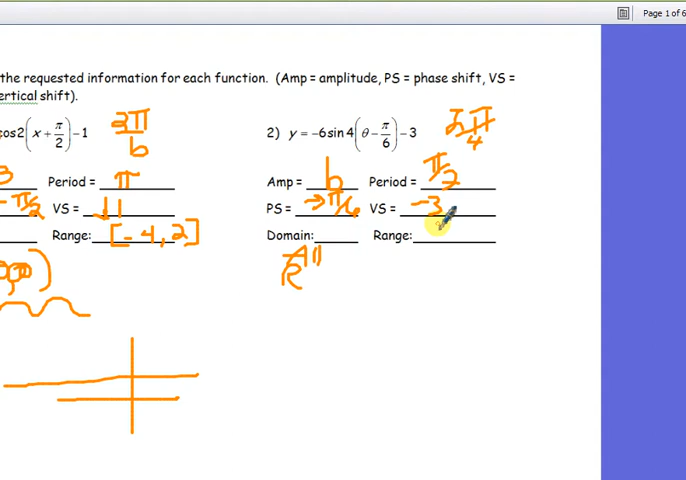 Page 1 of 6
the requested information for each function. (Amp = amplitude, PS = phase shift, VS =
ertical shift).
cos2(x + π/2) - 1 2π/b
2) y = -6sin4(θ - π/6) - 3 2π/4
3 Period = π
Amp = 6 Period = π/2
- π/2 VS = ↓1
PS = → π/6 VS = -3
Range: [-4, 2]
Domain: Range:
All R